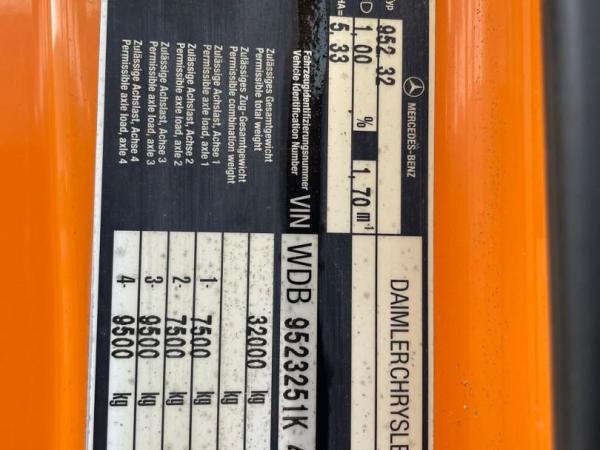 MERCEDES-BENZ DAIMLERCHRYSLE
Typ 952.32
D 1,00 % 1,70 m⁻¹
HA= 5,33
Fahrzeugidentifizierungsnummer
Vehicle Identification Number VIN WDB 9523251K
Zulässiges Gesamtgewicht
Permissible total weight 32000 kg
Zulässiges Zug-Gesamtgewicht
Permissible combination weight
Zulässige Achslast, Achse 1
Permissible axle load, axle 1 1- 7500 kg
Zulässige Achslast, Achse 2
Permissible axle load, axle 2 2- 7500 kg
Zulässige Achslast, Achse 3
Permissible axle load, axle 3 3- 9500 kg
Zulässige Achslast, Achse 4
Permissible axle load, axle 4 4- 9500 kg